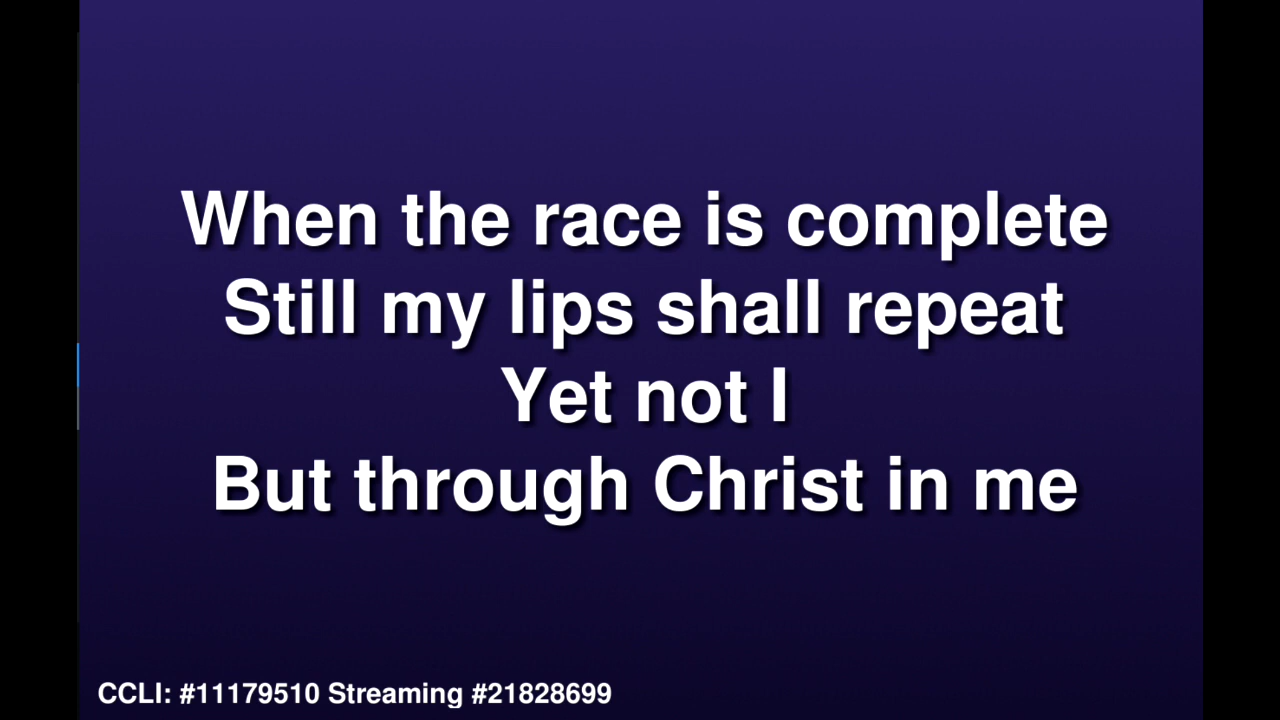 When the race is complete
Still my lips shall repeat
Yet not I
But through Christ in me
CCLI: #11179510 Streaming #21828699